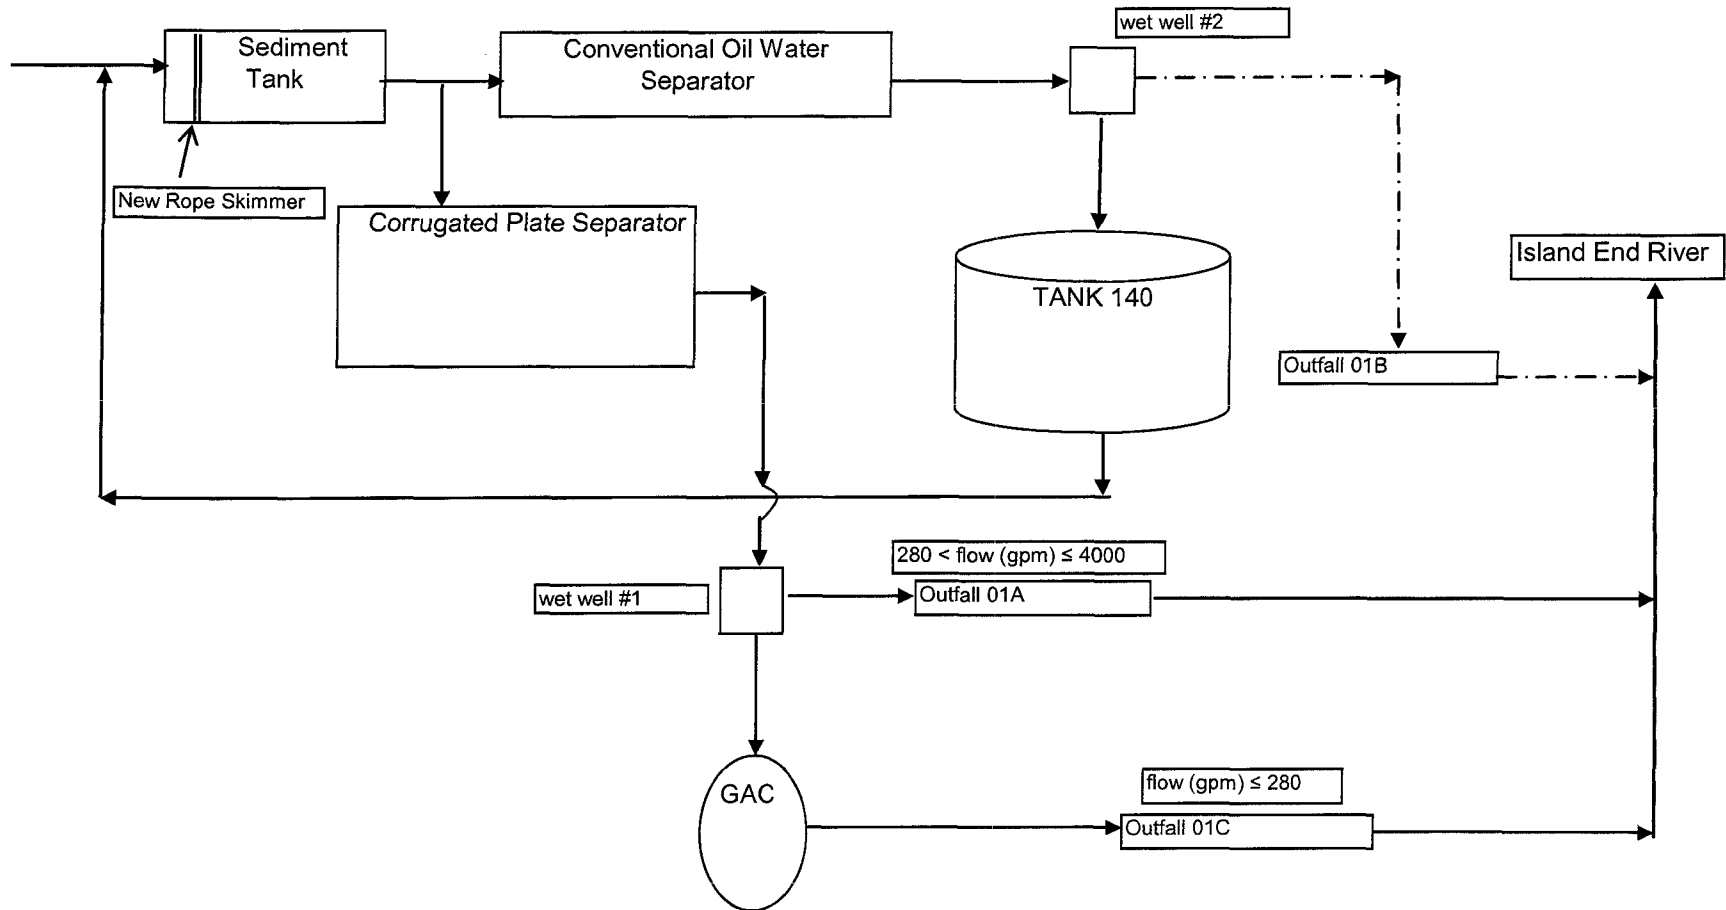 wet well #2
Sediment
Tank
Conventional Oil Water
Separator
New Rope Skimmer
Corrugated Plate Separator
Island End River
TANK 140
Outfall 01B
280 < flow (gpm) ≤ 4000
wet well #1
Outfall 01A
flow (gpm) ≤ 280
GAC
Outfall 01C